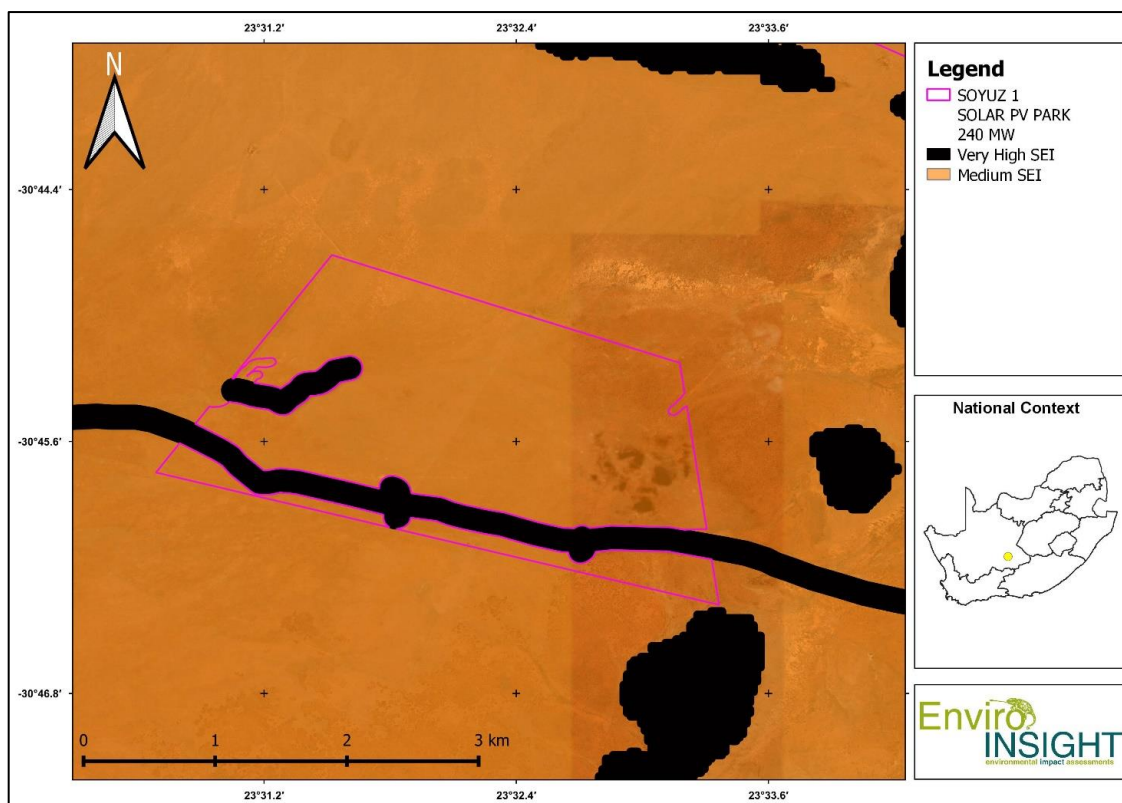 23°31.2' 23°32.4' 23°33.6'
N
-30°44.4'
-30°45.6'
-30°46.8'
0 1 2 3 km
23°31.2' 23°32.4' 23°33.6'
Legend
SOYUZ 1
SOLAR PV PARK
240 MW
Very High SEI
Medium SEI
National Context
Enviro
INSIGHT
environmental impact assessments